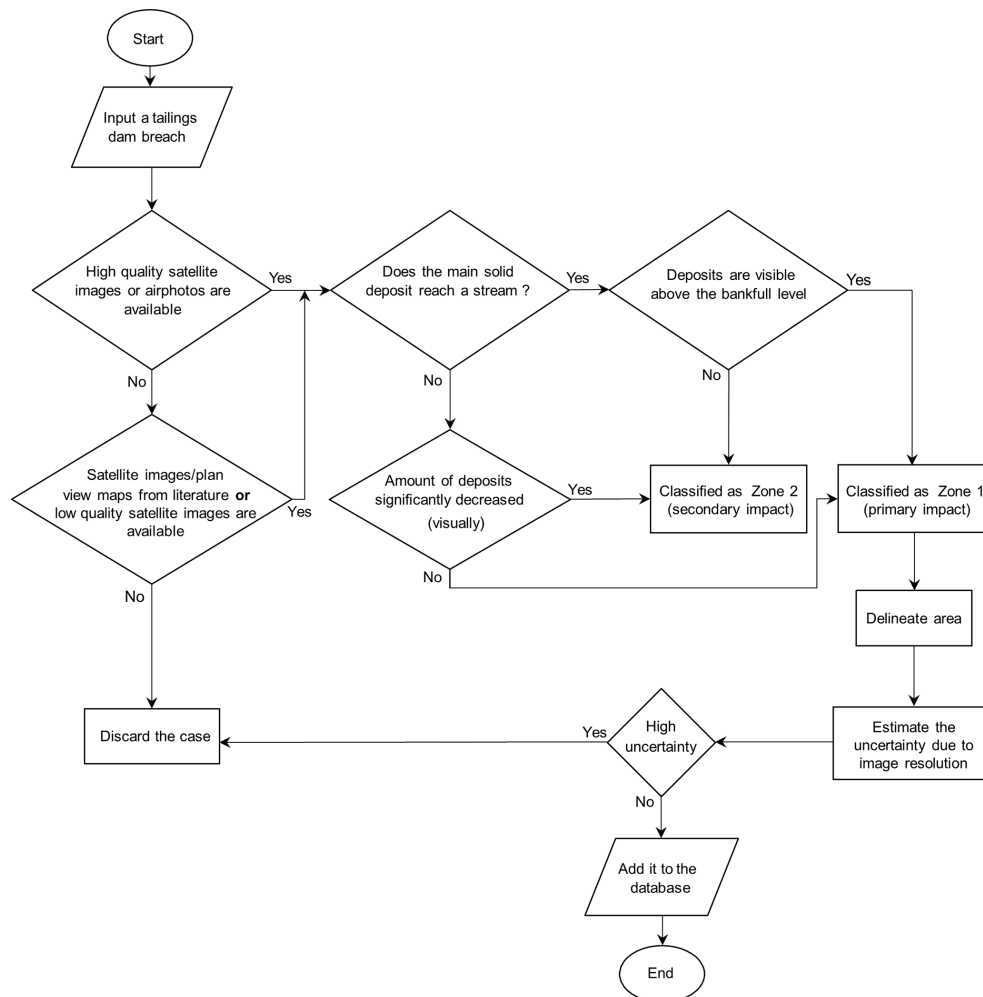 Start
Input a tailings
dam breach
High quality satellite
images or airphotos are
available
Yes
No
Does the main solid
deposit reach a stream ?
Yes
No
Deposits are visible
above the bankfull level
Yes
No
Satellite images/plan
view maps from literature or
low quality satellite images are
available
Yes
No
Amount of deposits
significantly decreased
(visually)
Yes
No
Classified as Zone 2
(secondary impact)
Classified as Zone 1
(primary impact)
Delineate area
Estimate the
uncertainty due to
image resolution
High
uncertainty
Yes
No
Discard the case
Add it to the
database
End